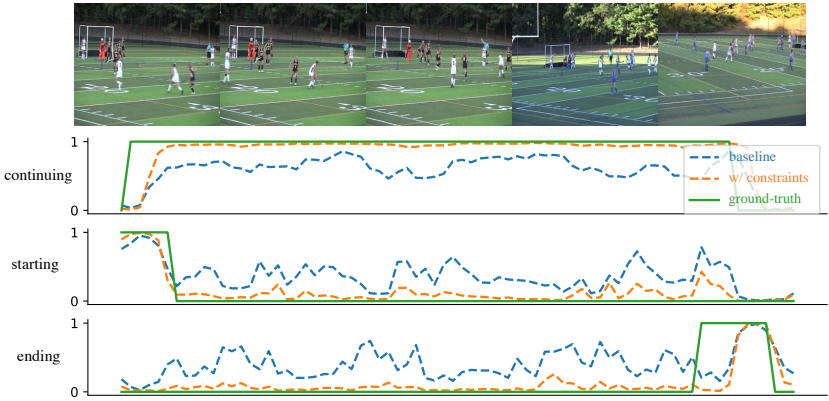 1
continuing
0
baseline
w/ constraints
ground-truth
1
starting
0
1
ending
0